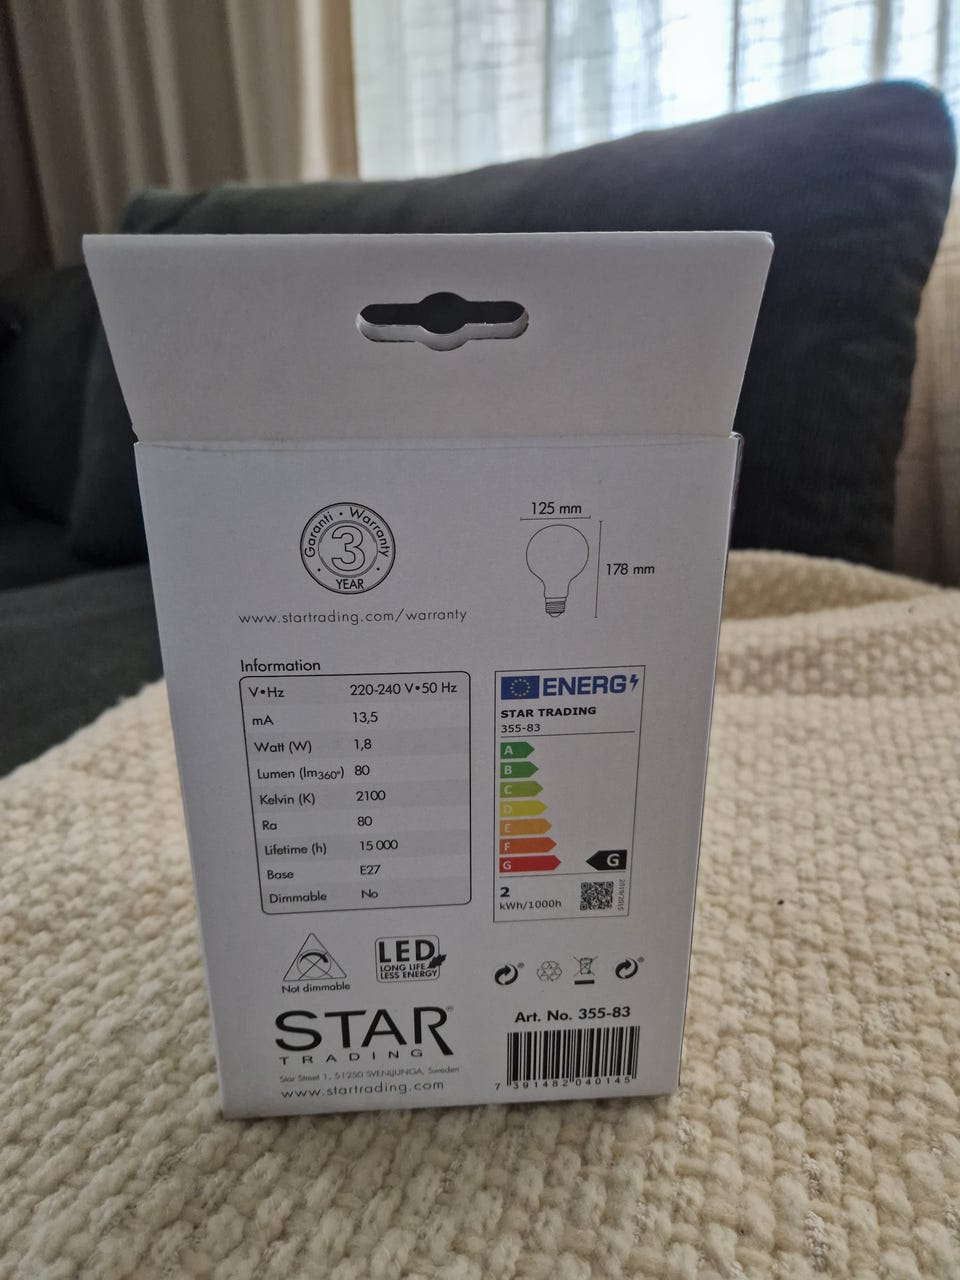 Garanti • Warranty
3
YEAR
www.startrading.com/warranty
125 mm
178 mm
Information
V•Hz 220-240 V•50 Hz
mA 13,5
Watt (W) 1,8
Lumen (lm360°) 80
Kelvin (K) 2100
Ra 80
Lifetime (h) 15 000
Base E27
Dimmable No
ENERG
STAR TRADING
355-83
A
B
C
D
E
F
G
G
2
kWh/1000h
2019/2015
Not dimmable
LED
LONG LIFE
LESS ENERGY
STAR®
TRADING
Star Street 1, 51250 SVENLJUNGA, Sweden
www.startrading.com
Art. No. 355-83
7 391482 040145